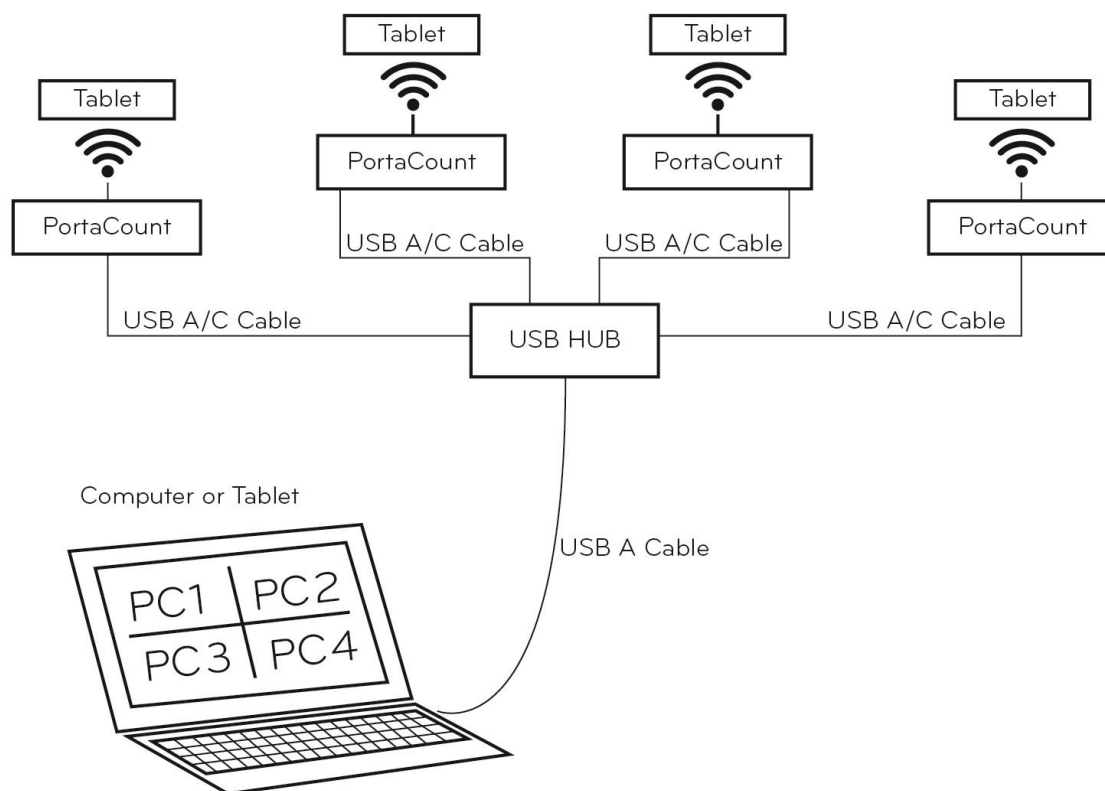 Tablet
Tablet
Tablet
Tablet
PortaCount
PortaCount
PortaCount
PortaCount
USB A/C Cable
USB A/C Cable
USB A/C Cable
USB A/C Cable
USB HUB
Computer or Tablet
USB A Cable
PC1
PC2
PC3
PC4